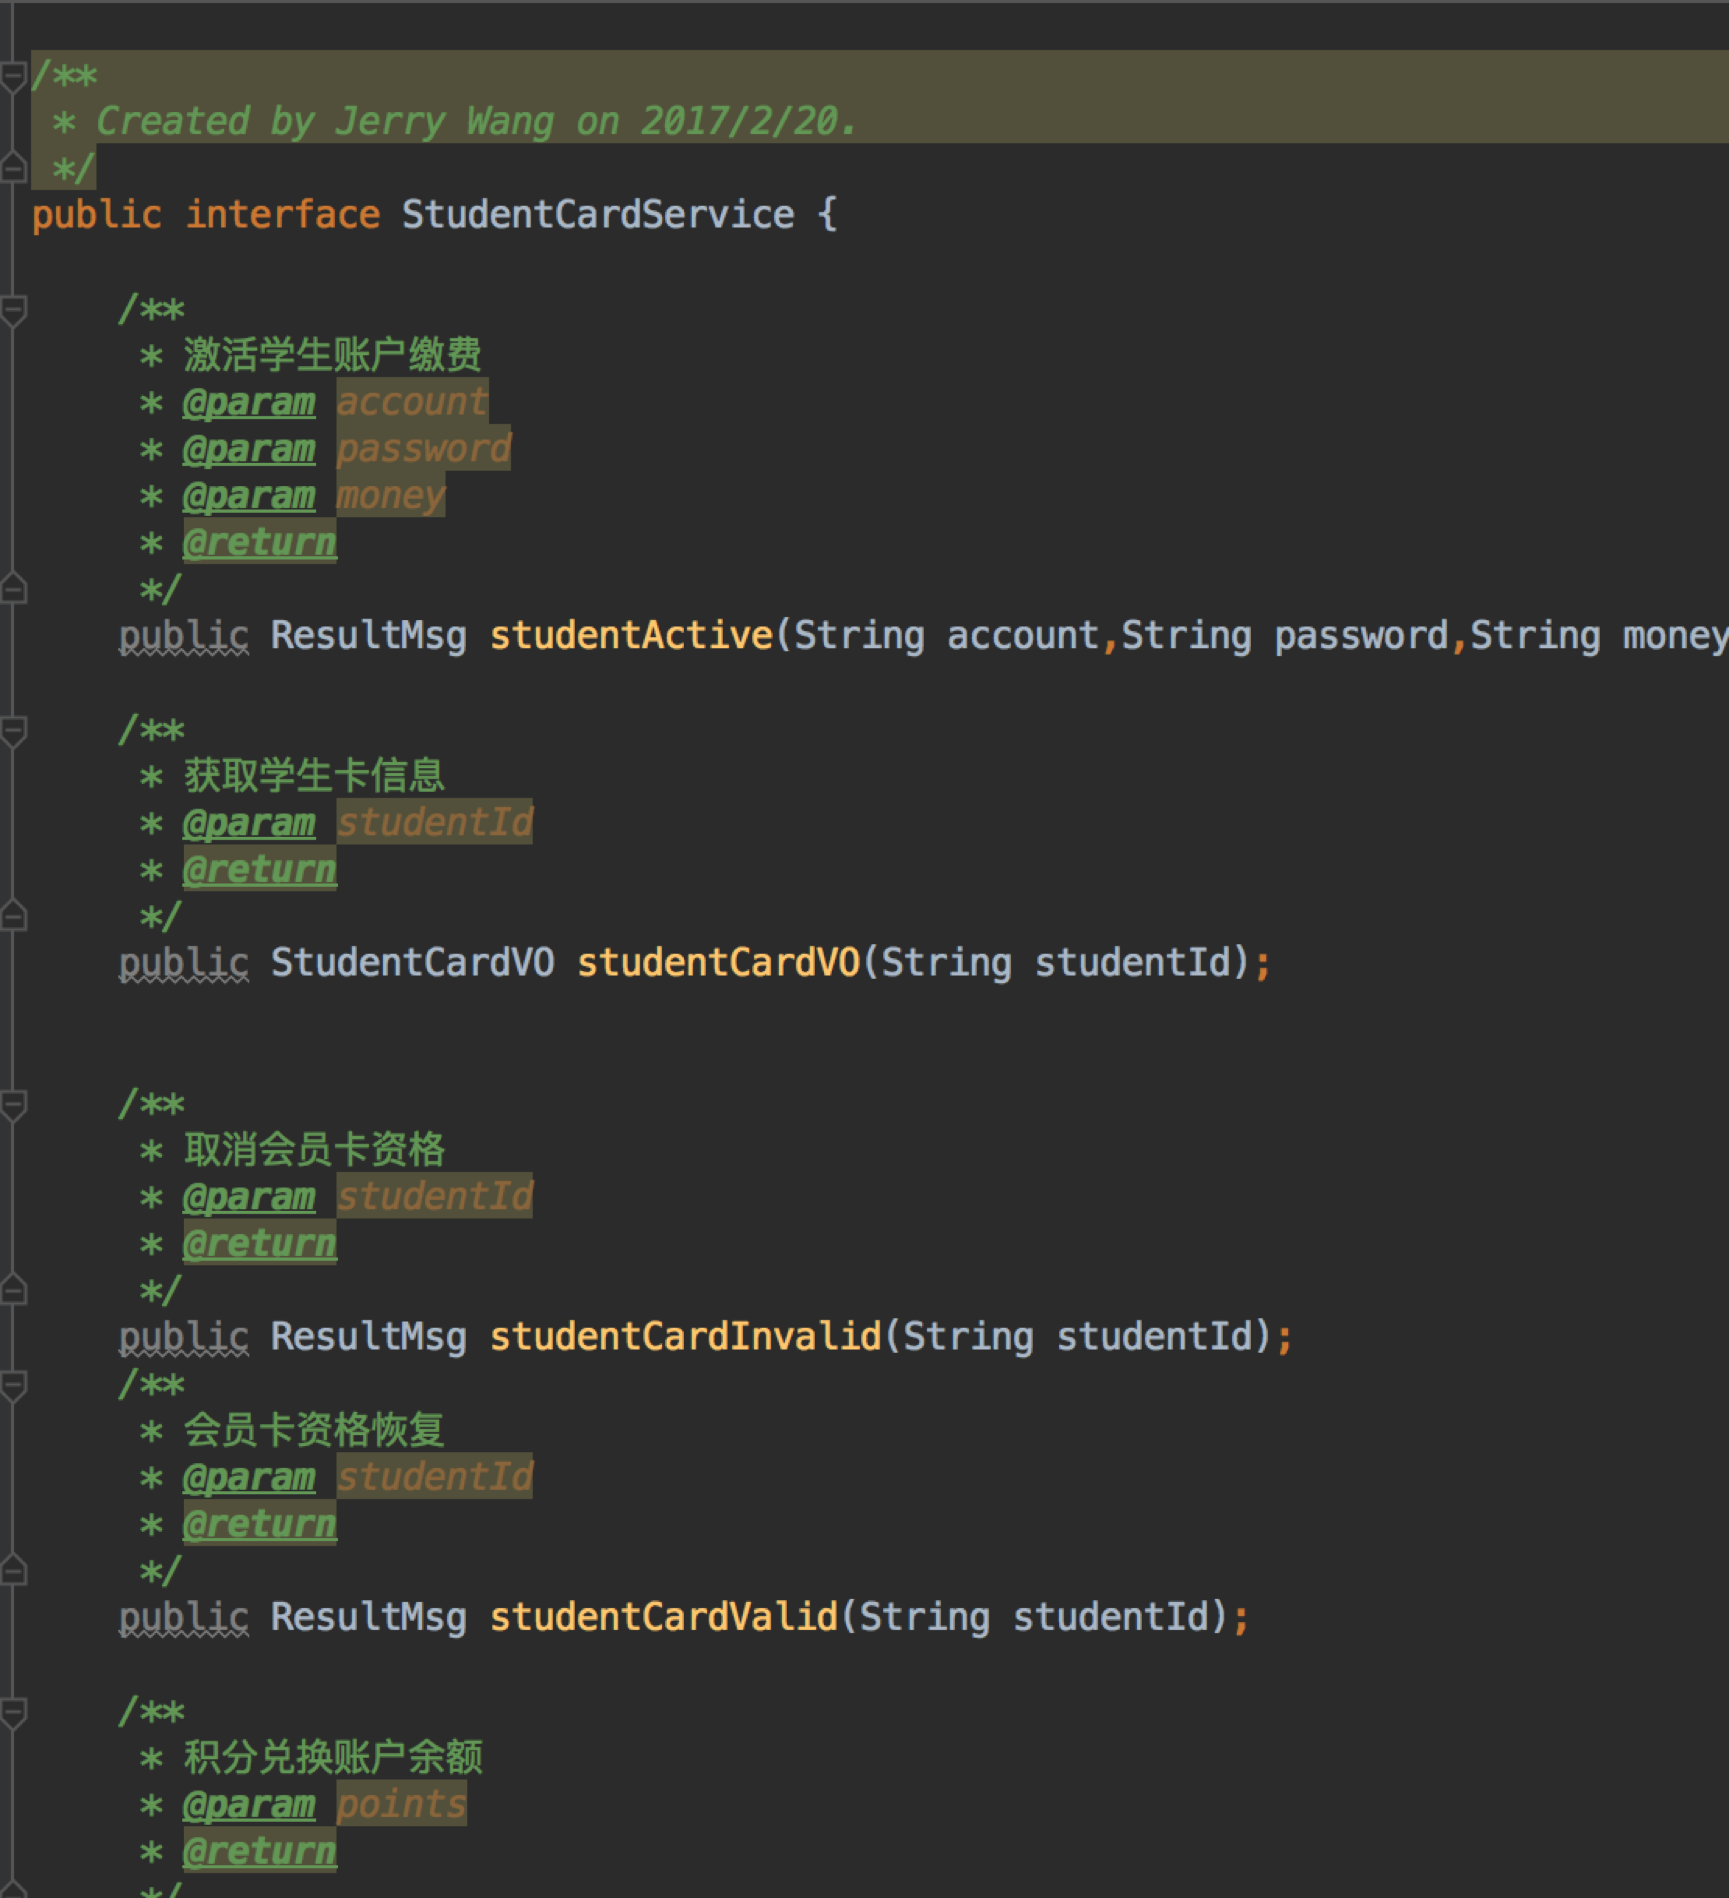 /**
 * Created by Jerry Wang on 2017/2/20.
 */
public interface StudentCardService {
/**
 * 激活学生账户缴费
 * @param account
 * @param password
 * @param money
 * @return
 */
public ResultMsg studentActive(String account,String password,String money
/**
 * 获取学生卡信息
 * @param studentId
 * @return
 */
public StudentCardVO studentCardVO(String studentId);
/**
 * 取消会员卡资格
 * @param studentId
 * @return
 */
public ResultMsg studentCardInvalid(String studentId);
/**
 * 会员卡资格恢复
 * @param studentId
 * @return
 */
public ResultMsg studentCardValid(String studentId);
/**
 * 积分兑换账户余额
 * @param points
 * @return
 */